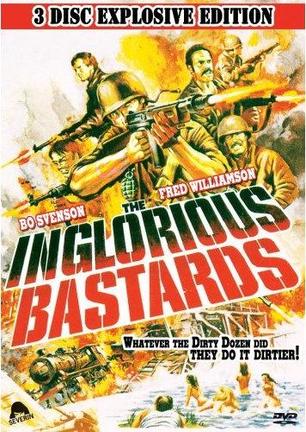 3 DISC EXPLOSIVE EDITION
BO SVENSON
FRED WILLIAMSON
THE
INGLORIOUS
BASTARDS
WHATEVER THE DIRTY DOZEN DID
THEY DO IT DIRTIER!
SEVERIN
DVD